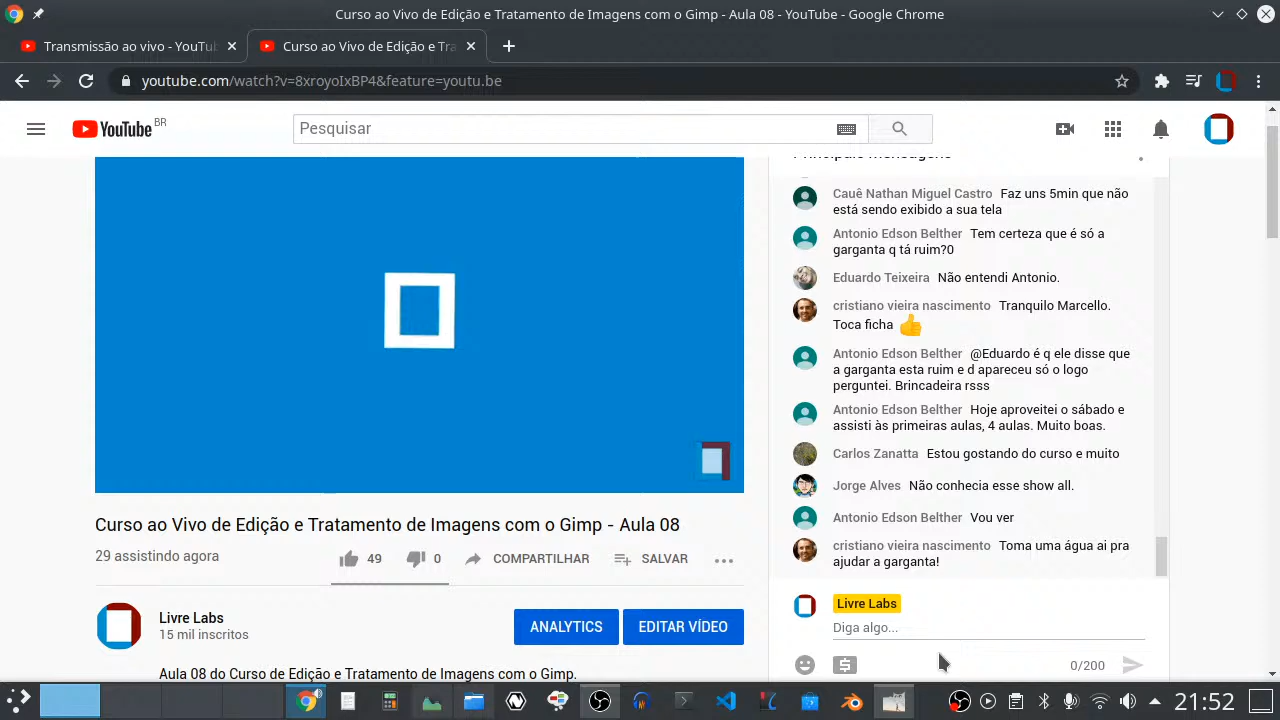 Curso ao Vivo de Edição e Tratamento de Imagens com o Gimp - Aula 08 - YouTube - Google Chrome
Transmissão ao vivo - YouTu
Curso ao Vivo de Edição e Tra
youtube.com/watch?v=8xroyoIxBP4&feature=youtu.be
YouTube BR
Pesquisar
Principais mensagens
Cauê Nathan Miguel Castro Faz uns 5min que não
está sendo exibido a sua tela
Antonio Edson Belther Tem certeza que é só a
garganta q tá ruim?0
Eduardo Teixeira Não entendi Antonio.
cristiano vieira nascimento Tranquilo Marcello.
Toca ficha
Antonio Edson Belther @Eduardo é q ele disse que
a garganta esta ruim e d apareceu só o logo
perguntei. Brincadeira rsss
Antonio Edson Belther Hoje aproveitei o sábado e
assisti às primeiras aulas, 4 aulas. Muito boas.
Carlos Zanatta Estou gostando do curso e muito
Jorge Alves Não conhecia esse show all.
Antonio Edson Belther Vou ver
cristiano vieira nascimento Toma uma água ai pra
ajudar a garganta!
Livre Labs
Diga algo...
0/200
Curso ao Vivo de Edição e Tratamento de Imagens com o Gimp - Aula 08
29 assistindo agora
49
0
COMPARTILHAR
SALVAR
Livre Labs
15 mil inscritos
ANALYTICS
EDITAR VÍDEO
Aula 08 do Curso de Edição e Tratamento de Imagens com o Gimp.
21:52